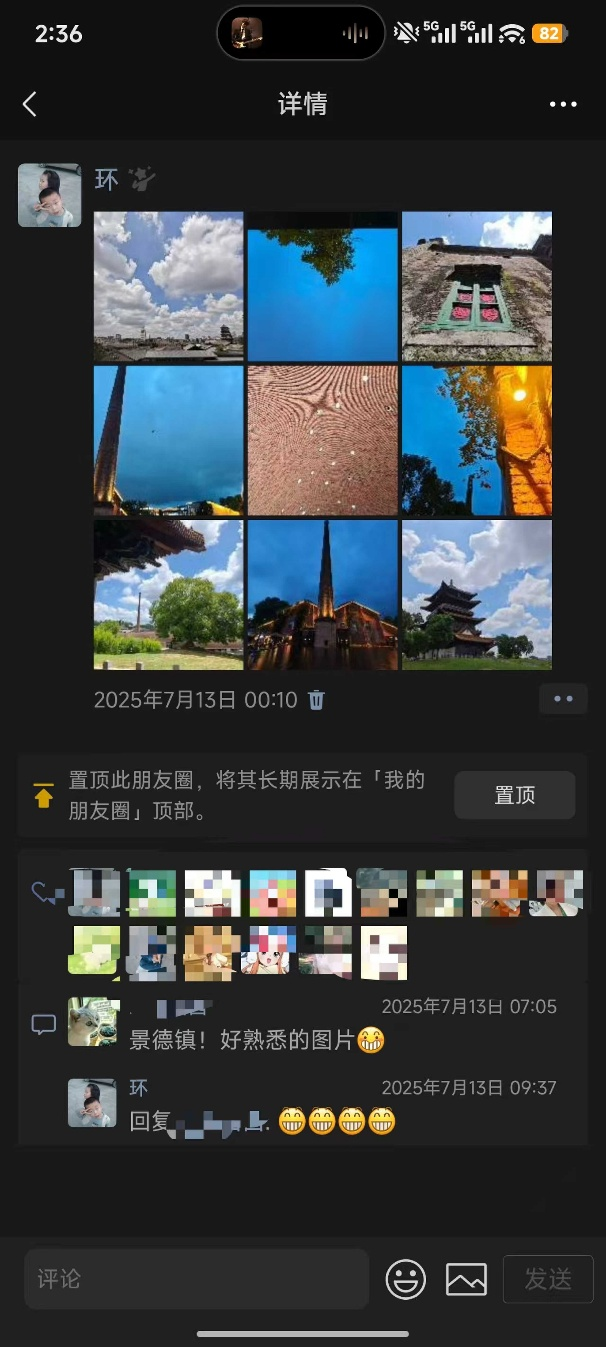 2:36
5G 5G 6 82
详情
环
2025年7月13日 00:10
置顶此朋友圈，将其长期展示在「我的
朋友圈」顶部。
置顶
2025年7月13日 07:05
景德镇！好熟悉的图片😁
环
2025年7月13日 09:37
回复 😁😁😁😁
评论
发送